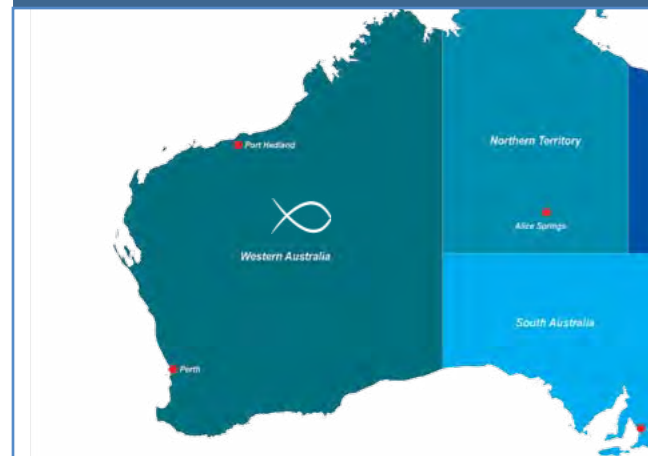 Northern Territory
Port Hedland
Alice Springs
Western Australia
South Australia
Perth